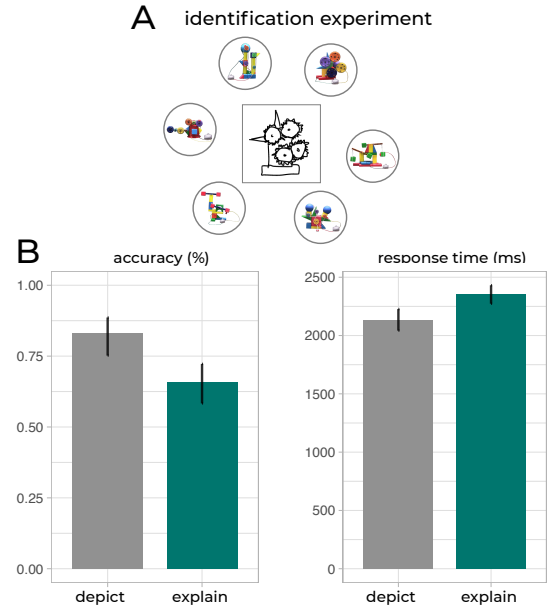 A identification experiment
B
accuracy (%)
1.00
0.75
0.50
0.25
0.00
depict explain
response time (ms)
2500
2000
1500
1000
500
0
depict explain